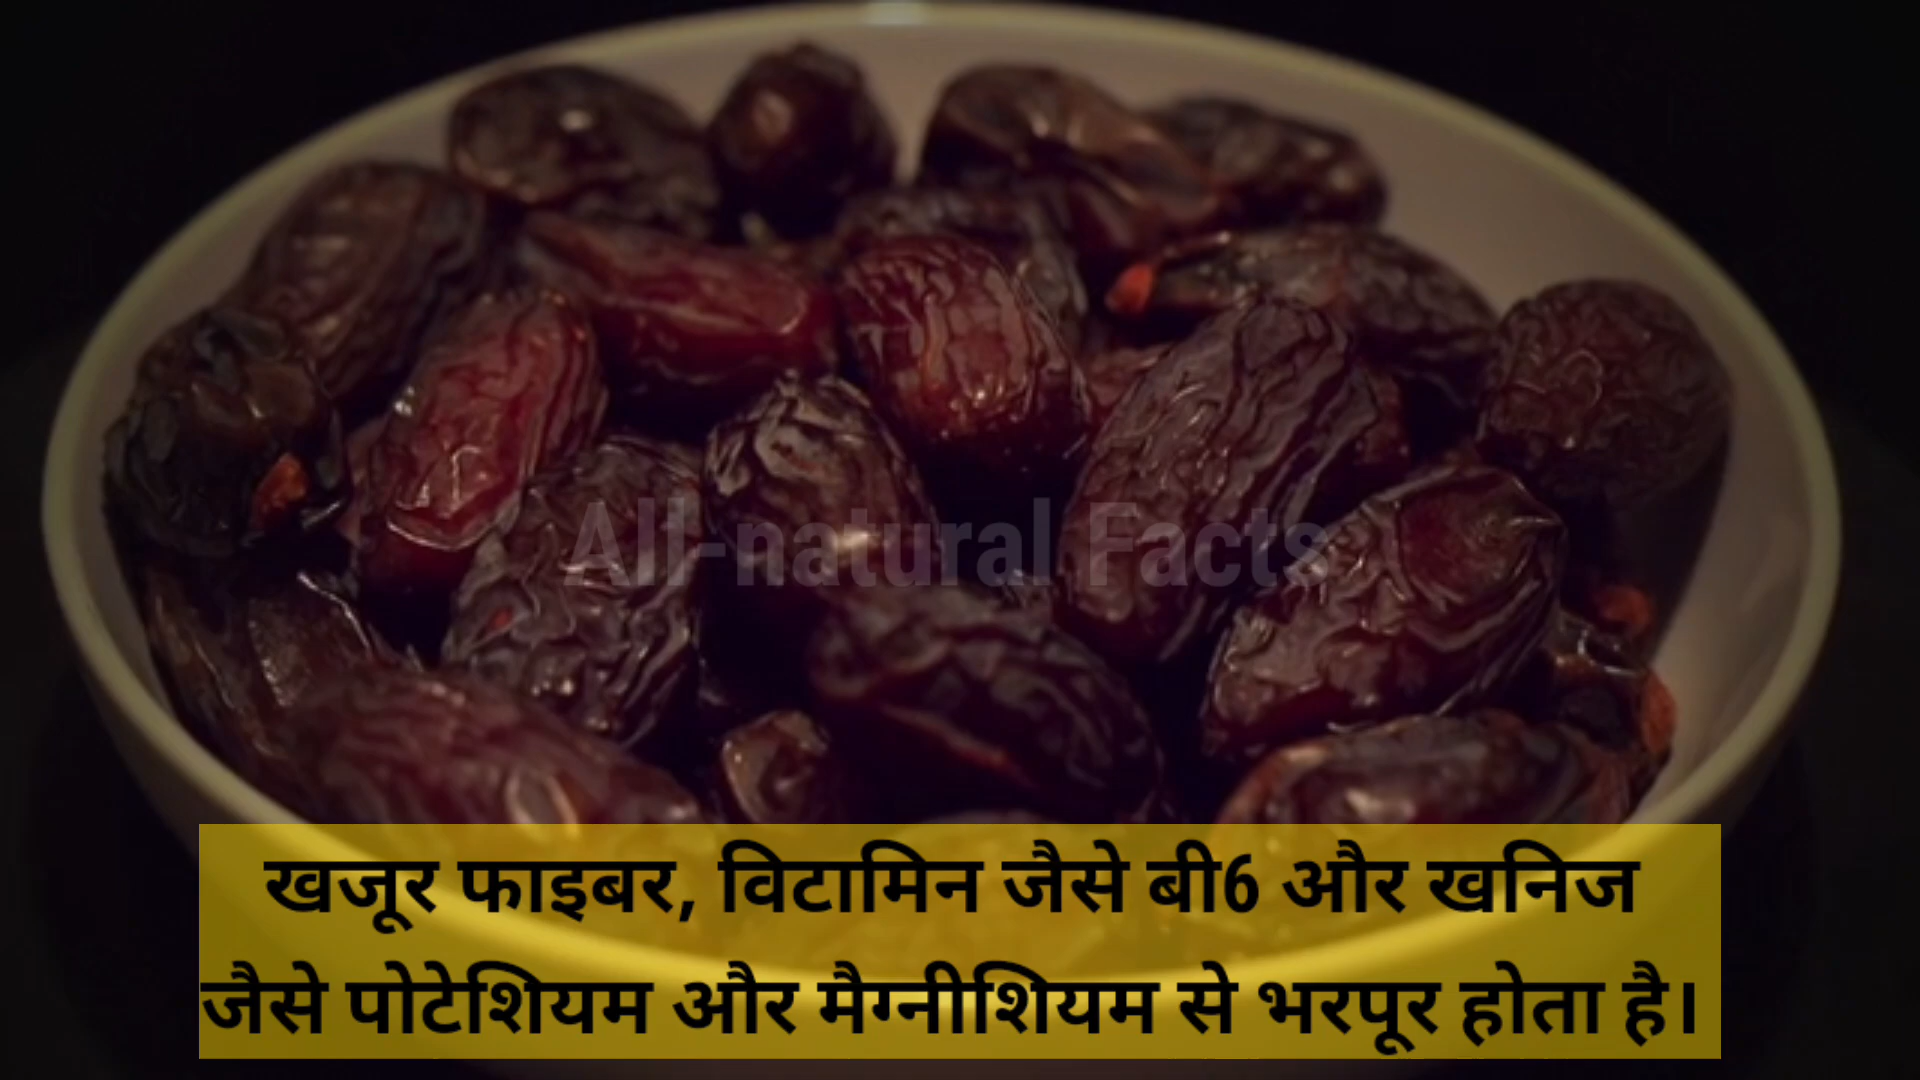 All-natural Facts
खजूर फाइबर, विटामिन जैसे बी6 और खनिज
जैसे पोटेशियम और मैग्नीशियम से भरपूर होता है।